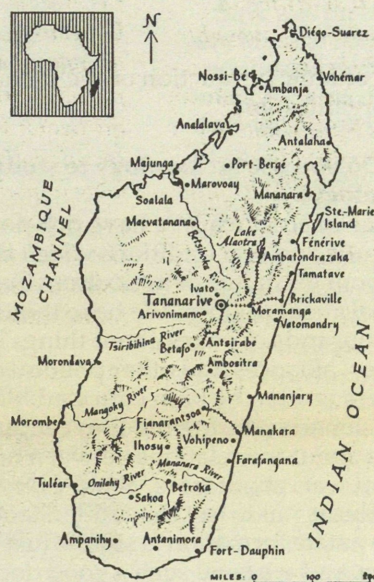 N
Diégo-Suarez
Nossi-Bé
Vohémar
Ambanja
Analalava
Antalaha
Majunga
Port-Bergé
Marovoay
Soalala
Mananara
MOZAMBIQUE
CHANNEL
Maevatanana
Betsiboka R.
Lake
Alaotra
Ste.-Marie
Island
Fénérive
Ambatondrazaka
Tamatave
Ivato
Tananarive
Brickaville
Arivonimamo
Moramanga
Vatomandry
Tsiribihina River
Betafo
Antsirabe
Morondava
Ambositra
Mangoky River
Mananjary
INDIAN OCEAN
Morombe
Fianarantsoa
Manakara
Vohipeno
Ihosy
Farafangana
Mananara River
Tuléar
Onilahy River
Betroka
Sakoa
Ampanihy
Antanimora
Fort-Dauphin
MILES: 0 100